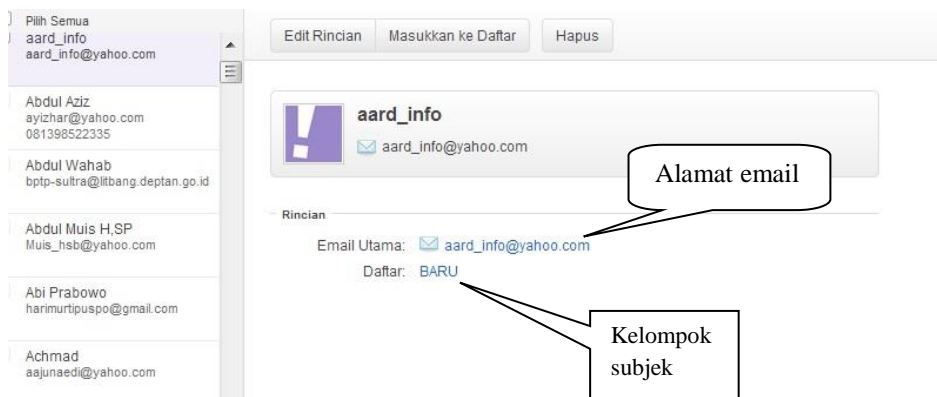 Pilih Semua
aard_info
aard_info@yahoo.com
Abdul Aziz
ayizhar@yahoo.com
081398522335
Abdul Wahab
bptp-sultra@litbang.deptan.go.id
Abdul Muis H,SP
Muis_hsb@yahoo.com
Abi Prabowo
harimurtipuspo@gmail.com
Achmad
aajunaedi@yahoo.com
Edit Rincian
Masukkan ke Daftar
Hapus
aard_info
aard_info@yahoo.com
Alamat email
Rincian
Email Utama: aard_info@yahoo.com
Daftar: BARU
Kelompok
subjek